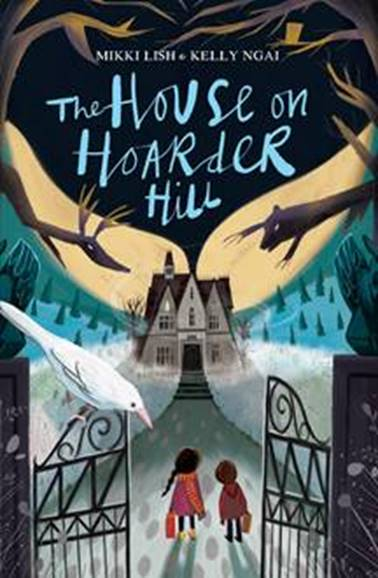 MIKKI LISH & KELLY NGAI
The HOUSE on
HOARdER
Hill